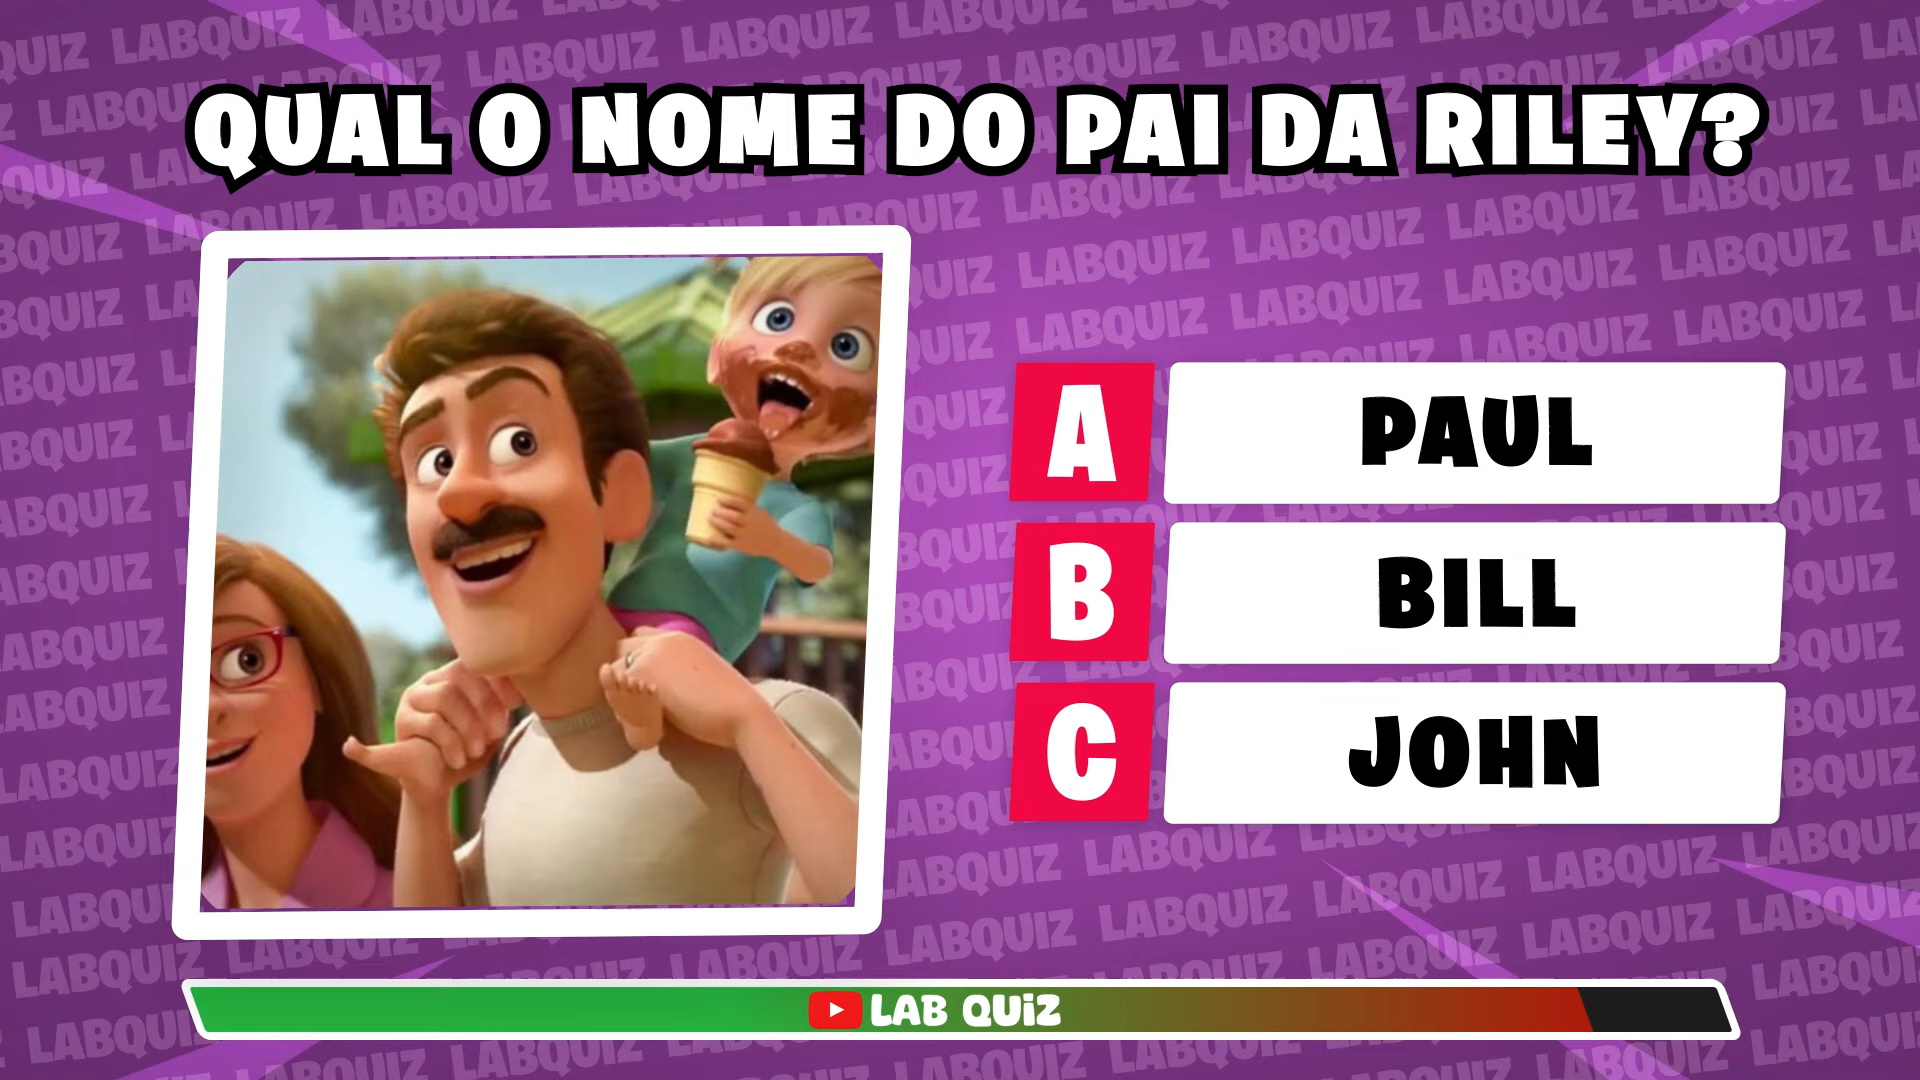 QUAL O NOME DO PAI DA RILEY?
A PAUL
B BILL
C JOHN
LAB QUiZ